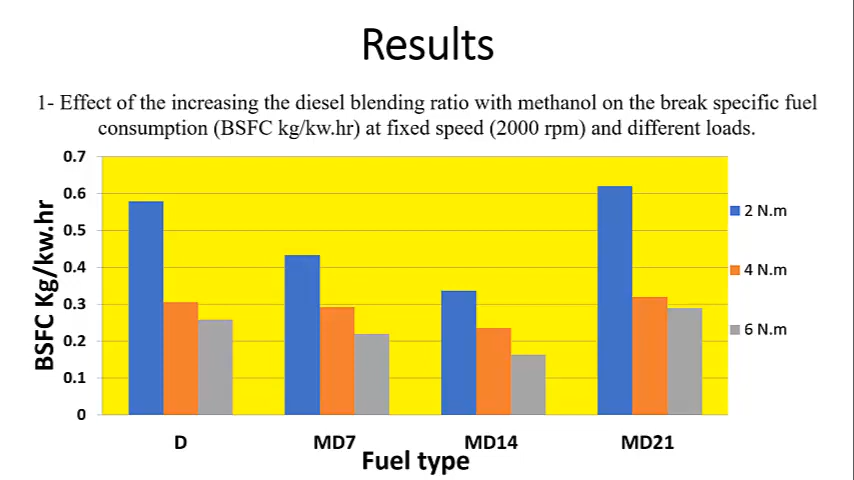 Results
1- Effect of the increasing the diesel blending ratio with methanol on the break specific fuel
consumption (BSFC kg/kw.hr) at fixed speed (2000 rpm) and different loads.
BSFC Kg/kw.hr
0.7
0.6
0.5
0.4
0.3
0.2
0.1
0
2 N.m
4 N.m
6 N.m
D MD7 MD14 MD21
Fuel type